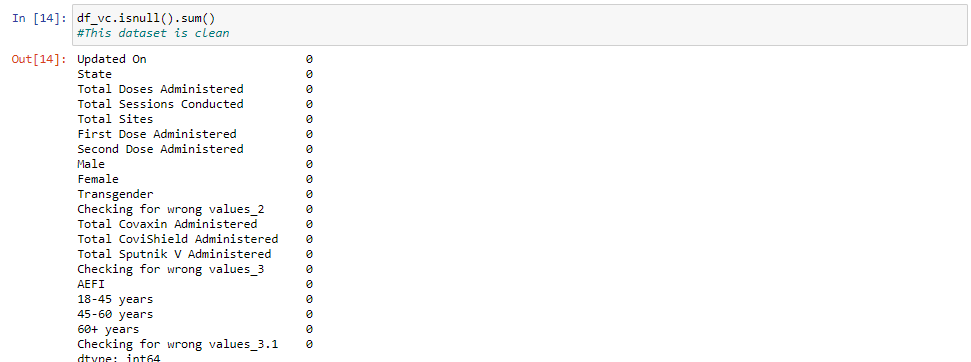 In [14]: df_vc.isnull().sum()
#This dataset is clean
Out[14]: Updated On 0
State 0
Total Doses Administered 0
Total Sessions Conducted 0
Total Sites 0
First Dose Administered 0
Second Dose Administered 0
Male 0
Female 0
Transgender 0
Checking for wrong values_2 0
Total Covaxin Administered 0
Total CoviShield Administered 0
Total Sputnik V Administered 0
Checking for wrong values_3 0
AEFI 0
18-45 years 0
45-60 years 0
60+ years 0
Checking for wrong values_3.1 0
dtype: int64